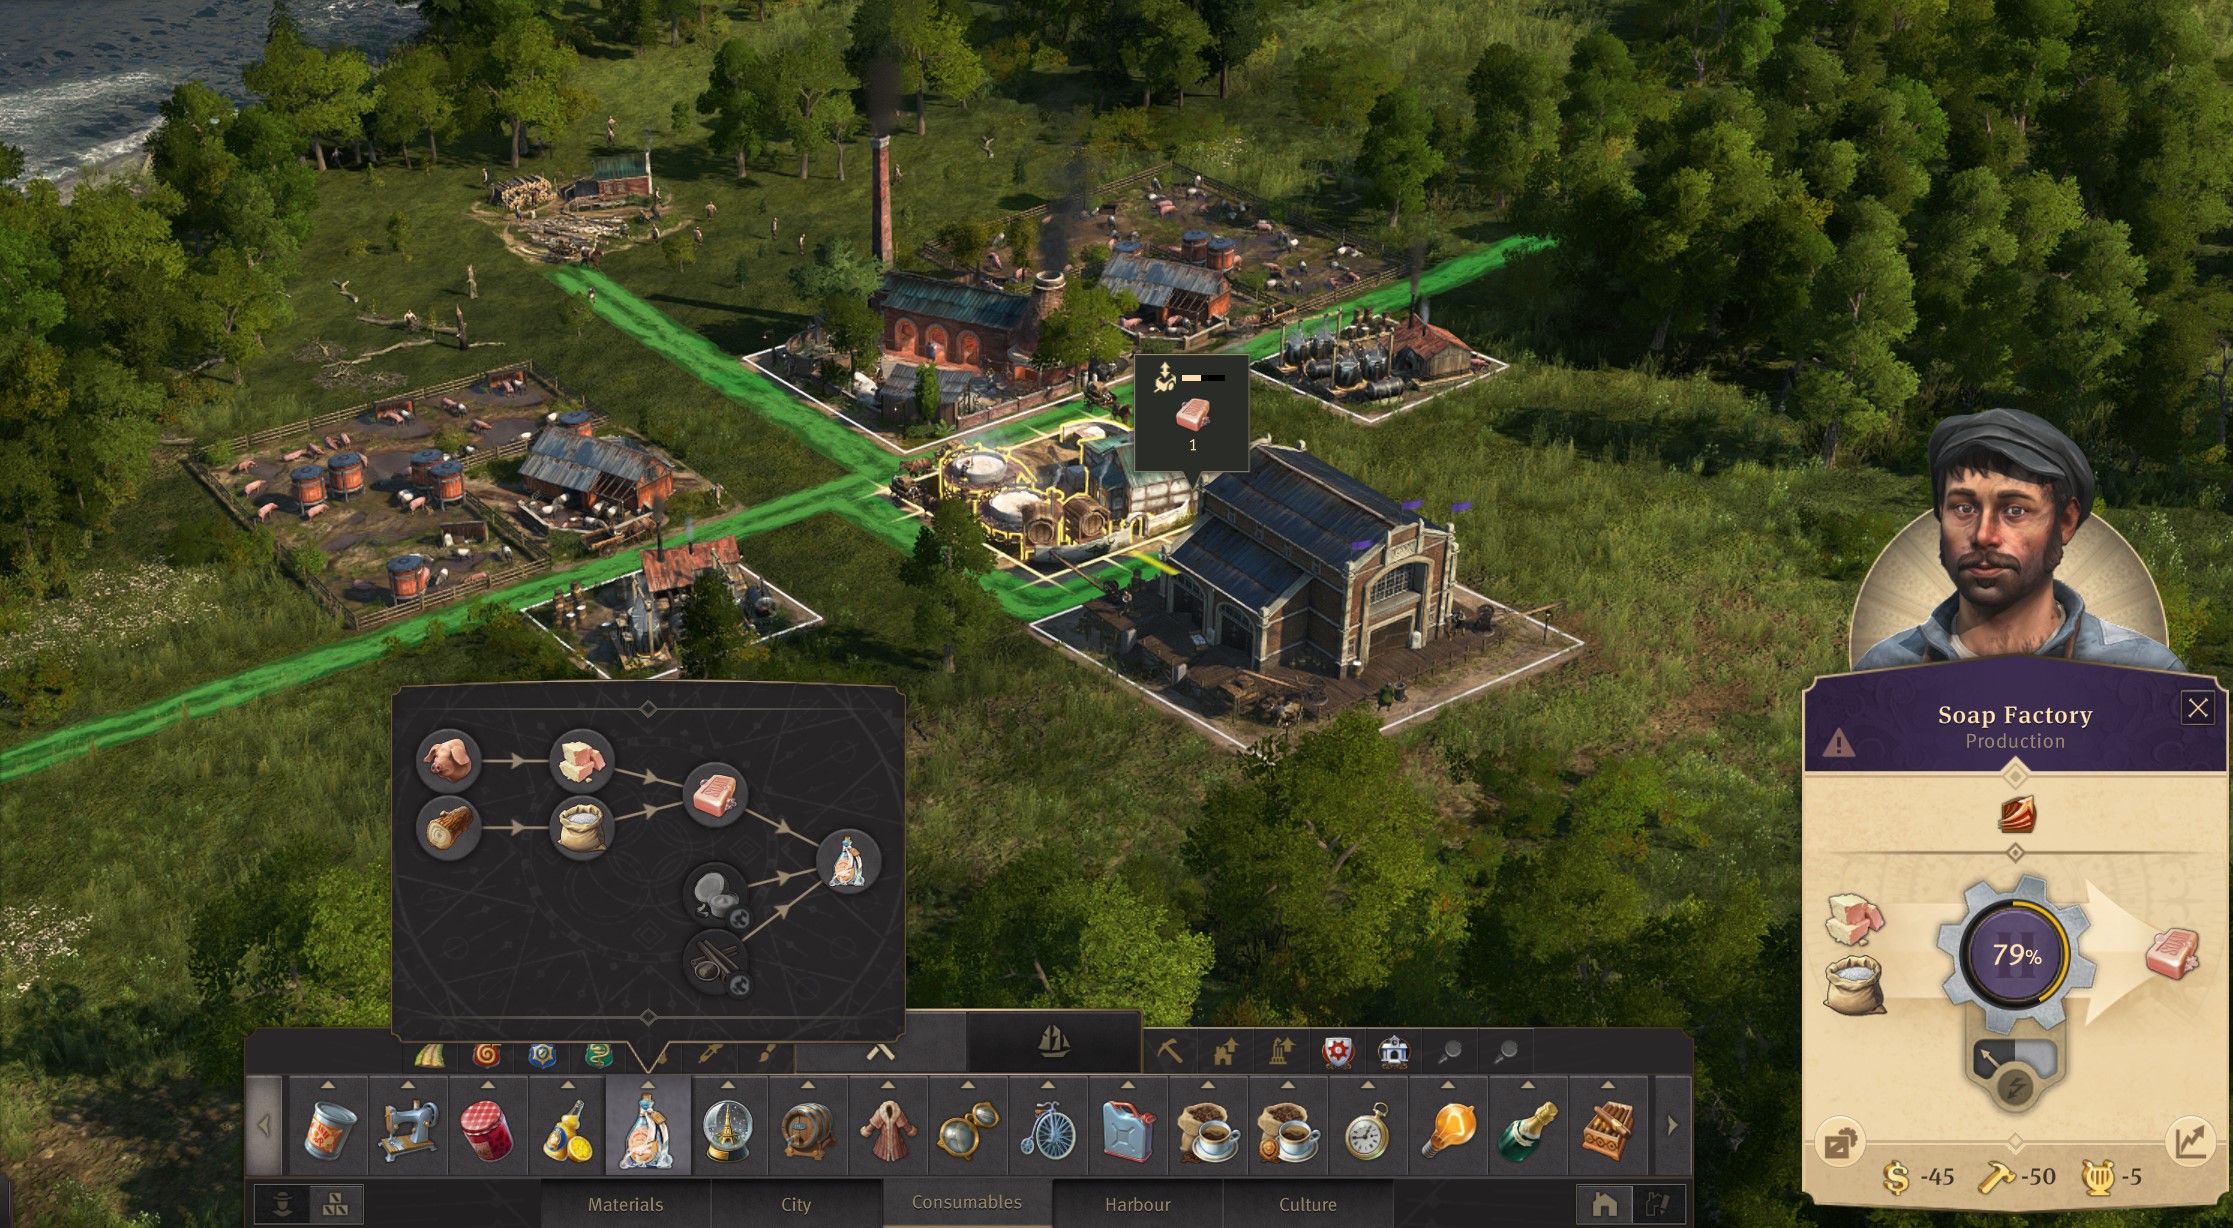 1
Soap Factory
Production
79%
-45
-50
-5
Materials
City
Consumables
Harbour
Culture